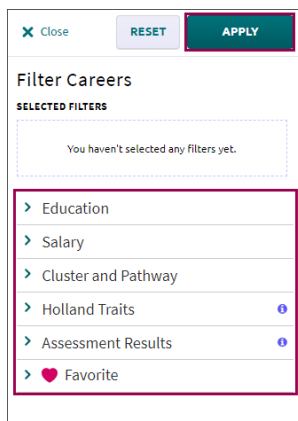 Close RESET APPLY
Filter Careers
SELECTED FILTERS
You haven't selected any filters yet.
Education
Salary
Cluster and Pathway
Holland Traits
Assessment Results
Favorite